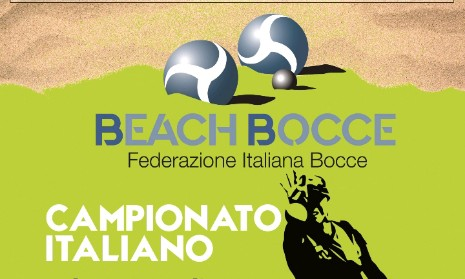 BEACH BOCCE
Federazione Italiana Bocce
CAMPIONATO
ITALIANO